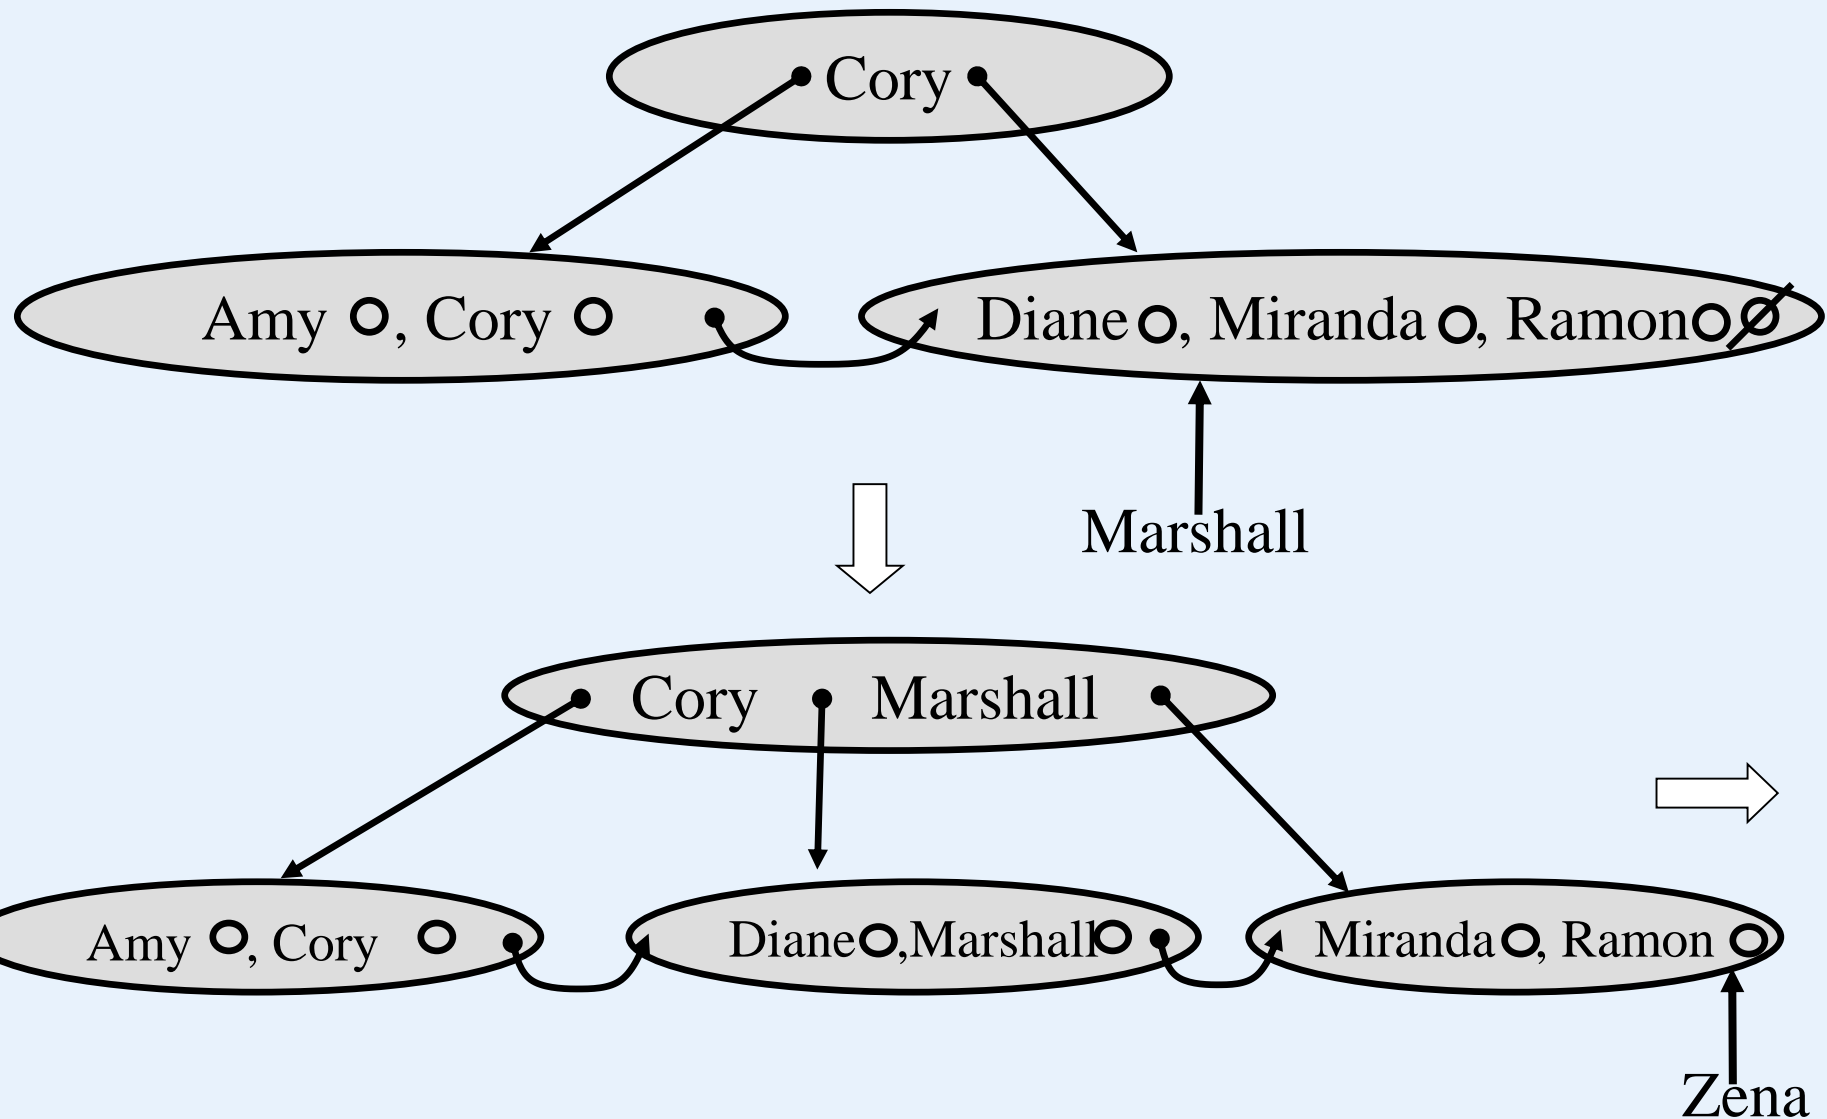 Cory
Amy , Cory
Diane , Miranda , Ramon
Marshall
Cory Marshall
Amy , Cory
Diane ,Marshall
Miranda , Ramon
Zena